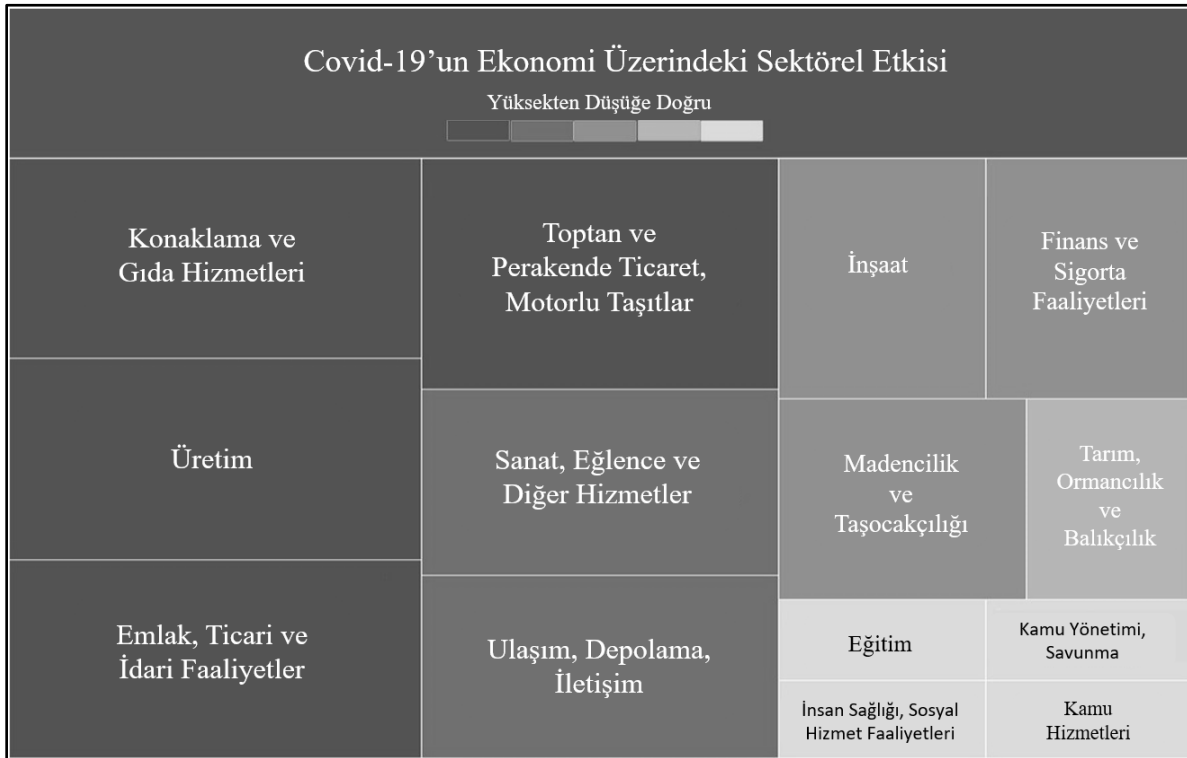 Covid-19’un Ekonomi Üzerindeki Sektörel Etkisi
Yüksekten Düşüğe Doğru
Konaklama ve
Gıda Hizmetleri
Toptan ve
Perakende Ticaret,
Motorlu Taşıtlar
İnşaat
Finans ve
Sigorta
Faaliyetleri
Üretim
Sanat, Eğlence ve
Diğer Hizmetler
Madencilik
ve
Taşocakçılığı
Tarım,
Ormancılık
ve
Balıkçılık
Emlak, Ticari ve
İdari Faaliyetler
Ulaşım, Depolama,
İletişim
Eğitim
Kamu Yönetimi,
Savunma
İnsan Sağlığı, Sosyal
Hizmet Faaliyetleri
Kamu
Hizmetleri